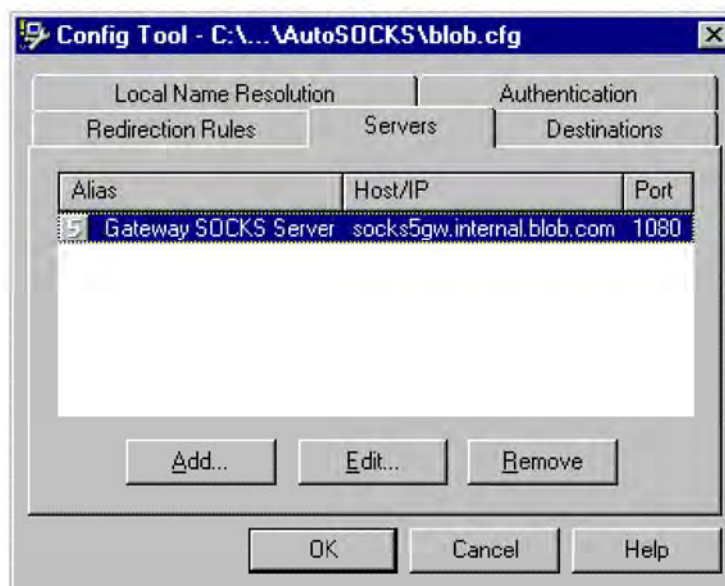 Config Tool - C:\...\AutoSOCKS\blob.cfg
Local Name Resolution Authentication
Redirection Rules Servers Destinations
Alias Host/IP Port
5 Gateway SOCKS Server socks5gw.internal.blob.com 1080
Add... Edit... Remove
OK Cancel Help